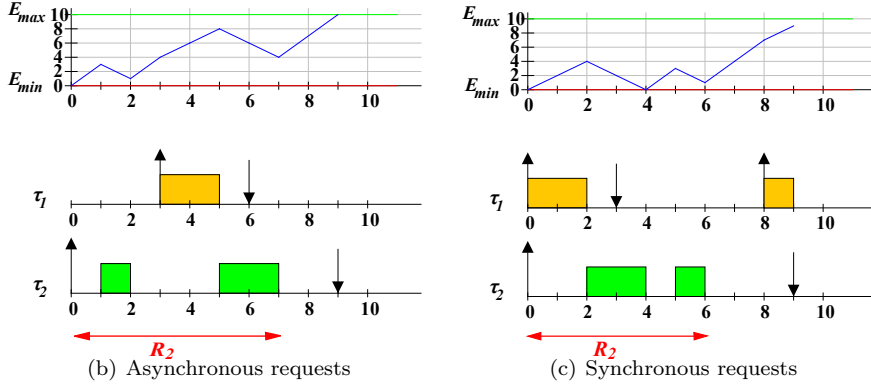 E_max 10
8
6
4
2
E_min 0
0 2 4 6 8 10
τ_1
0 2 4 6 8 10
τ_2
0 2 4 6 8 10
R_2
(b) Asynchronous requests
E_max 10
8
6
4
2
E_min 0
0 2 4 6 8 10
τ_1
0 2 4 6 8 10
τ_2
0 2 4 6 8 10
R_2
(c) Synchronous requests